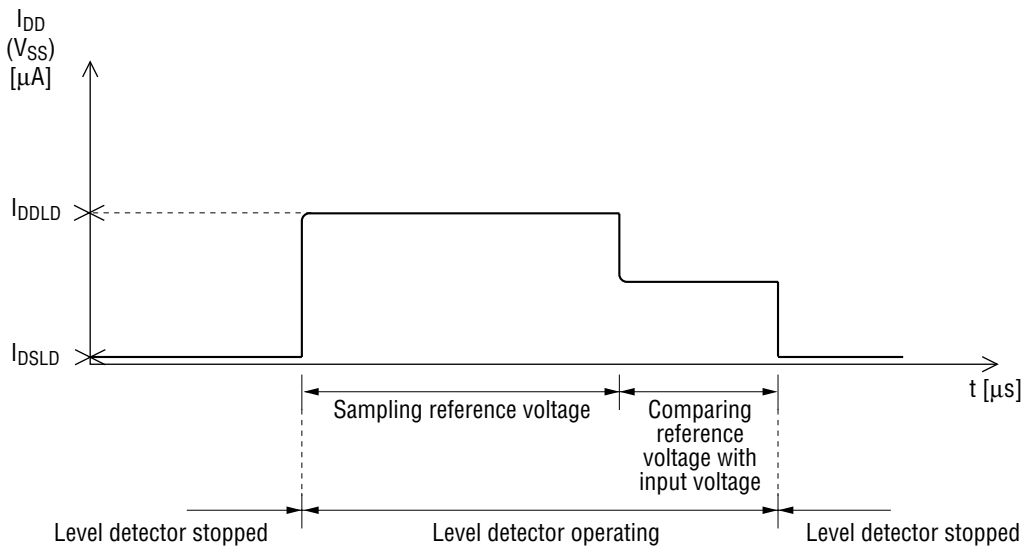 IDD
(VSS)
[μA]
IDDLD
IDSLD
t [μs]
Sampling reference voltage
Comparing
reference
voltage with
input voltage
Level detector stopped
Level detector operating
Level detector stopped